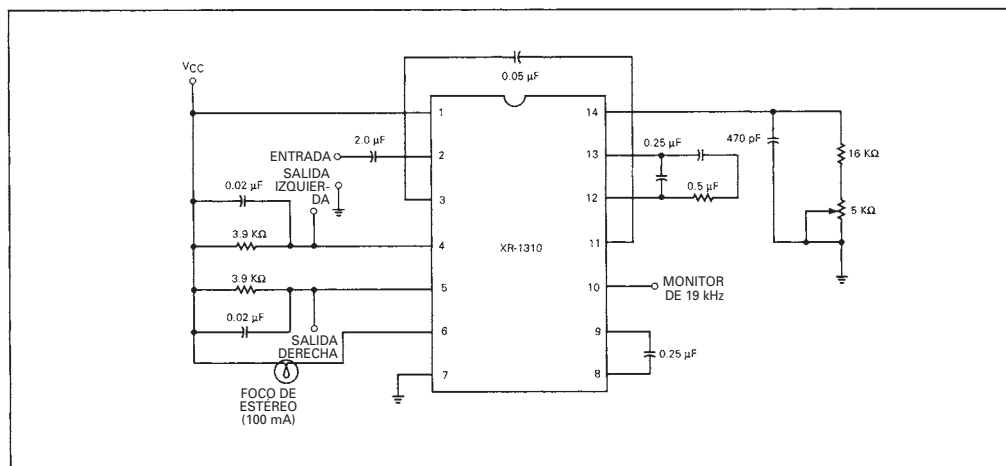 VCC
0.05 µF
1
14
2.0 µF
0.25 µF
470 pF
ENTRADA
2
13
16 KΩ
SALIDA
IZQUIER-
DA
0.02 µF
3
12
0.5 µF
5 KΩ
3.9 KΩ
4
XR-1310
11
3.9 KΩ
5
10
MONITOR
DE 19 kHz
0.02 µF
SALIDA
DERECHA
6
9
0.25 µF
7
8
FOCO DE
ESTÉREO
(100 mA)